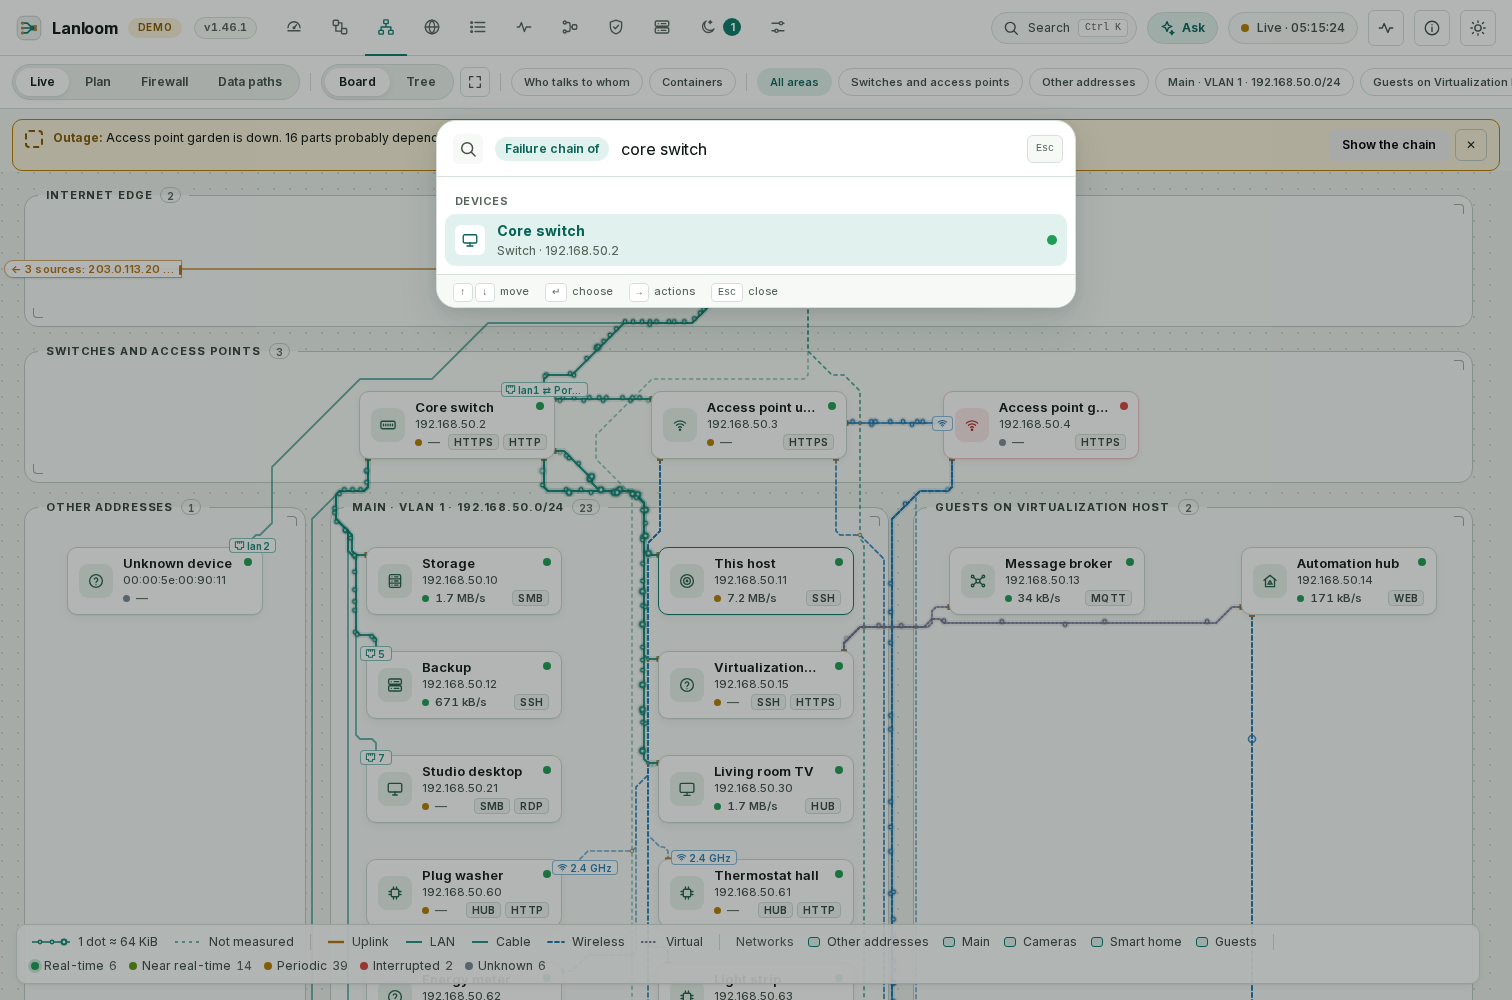 Lanloom DEMO v1.46.1 1 Search Ctrl K Ask Live · 05:15:24
Live Plan Firewall Data paths Board Tree Who talks to whom Containers All areas Switches and access points Other addresses Main · VLAN 1 · 192.168.50.0/24 Guests on Virtualization
Outage: Access point garden is down. 16 parts probably depend
Show the chain ×
Failure chain of core switch Esc
DEVICES
Core switch
Switch · 192.168.50.2
↑ ↓ move ↵ choose → actions Esc close
INTERNET EDGE 2
← 3 sources: 203.0.113.20 ...
SWITCHES AND ACCESS POINTS 3
lan1 ⇄ Por...
Core switch
192.168.50.2
— HTTPS HTTP
Access point u...
192.168.50.3
— HTTPS
Access point g...
192.168.50.4
— HTTPS
OTHER ADDRESSES 1
lan2
Unknown device
00:00:5e:00:90:11
—
MAIN · VLAN 1 · 192.168.50.0/24 23
Storage
192.168.50.10
1.7 MB/s SMB
This host
192.168.50.11
7.2 MB/s SSH
5
Backup
192.168.50.12
671 kB/s SSH
Virtualization...
192.168.50.15
— SSH HTTPS
7
Studio desktop
192.168.50.21
— SMB RDP
Living room TV
192.168.50.30
1.7 MB/s HUB
2.4 GHz
Plug washer
192.168.50.60
— HUB HTTP
2.4 GHz
Thermostat hall
192.168.50.61
— HUB HTTP
Energy meter
192.168.50.62
Light strip
192.168.50.63
GUESTS ON VIRTUALIZATION HOST 2
Message broker
192.168.50.13
34 kB/s MQTT
Automation hub
192.168.50.14
171 kB/s WEB
1 dot ≈ 64 KiB Not measured Uplink LAN Cable Wireless Virtual Networks Other addresses Main Cameras Smart home Guests
Real-time 6 Near real-time 14 Periodic 39 Interrupted 2 Unknown 6